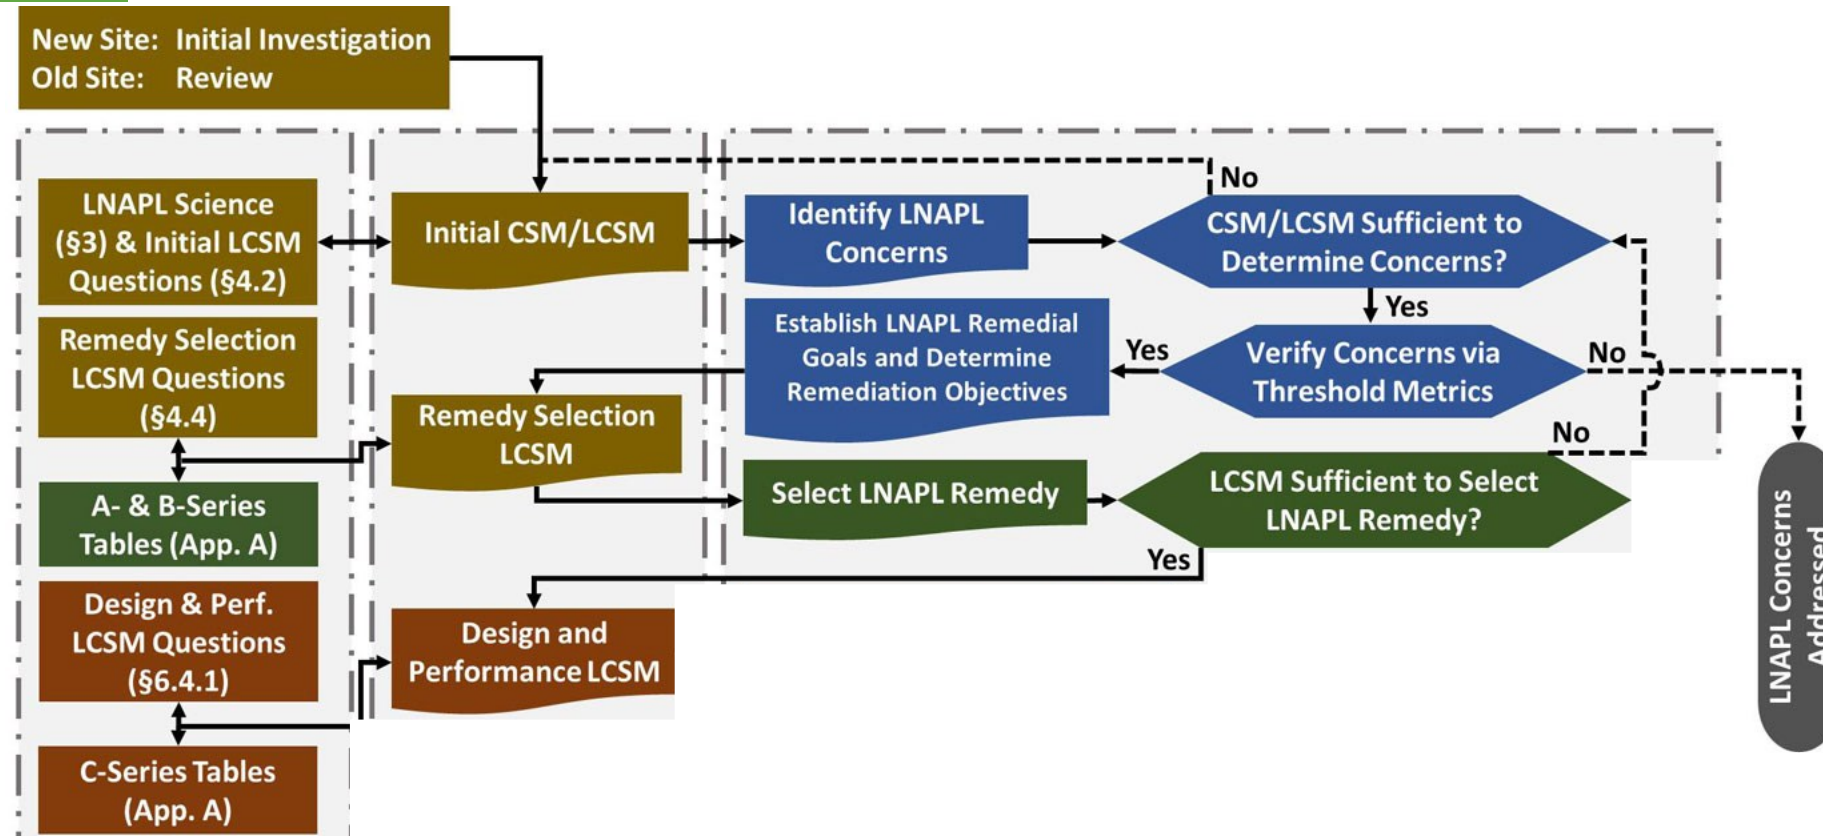 New Site: Initial Investigation
Old Site: Review
LNAPL Science
(§3) & Initial LCSM
Questions (§4.2)
Initial CSM/LCSM
Identify LNAPL
Concerns
No
CSM/LCSM Sufficient to
Determine Concerns?
Yes
Remedy Selection
LCSM Questions
(§4.4)
Establish LNAPL Remedial
Goals and Determine
Remediation Objectives
Yes
Verify Concerns via
Threshold Metrics
No
Remedy Selection
LCSM
No
A- & B-Series
Tables (App. A)
Select LNAPL Remedy
LCSM Sufficient to Select
LNAPL Remedy?
Yes
LNAPL Concerns
Addressed
Design & Perf.
LCSM Questions
(§6.4.1)
Design and
Performance LCSM
C-Series Tables
(App. A)